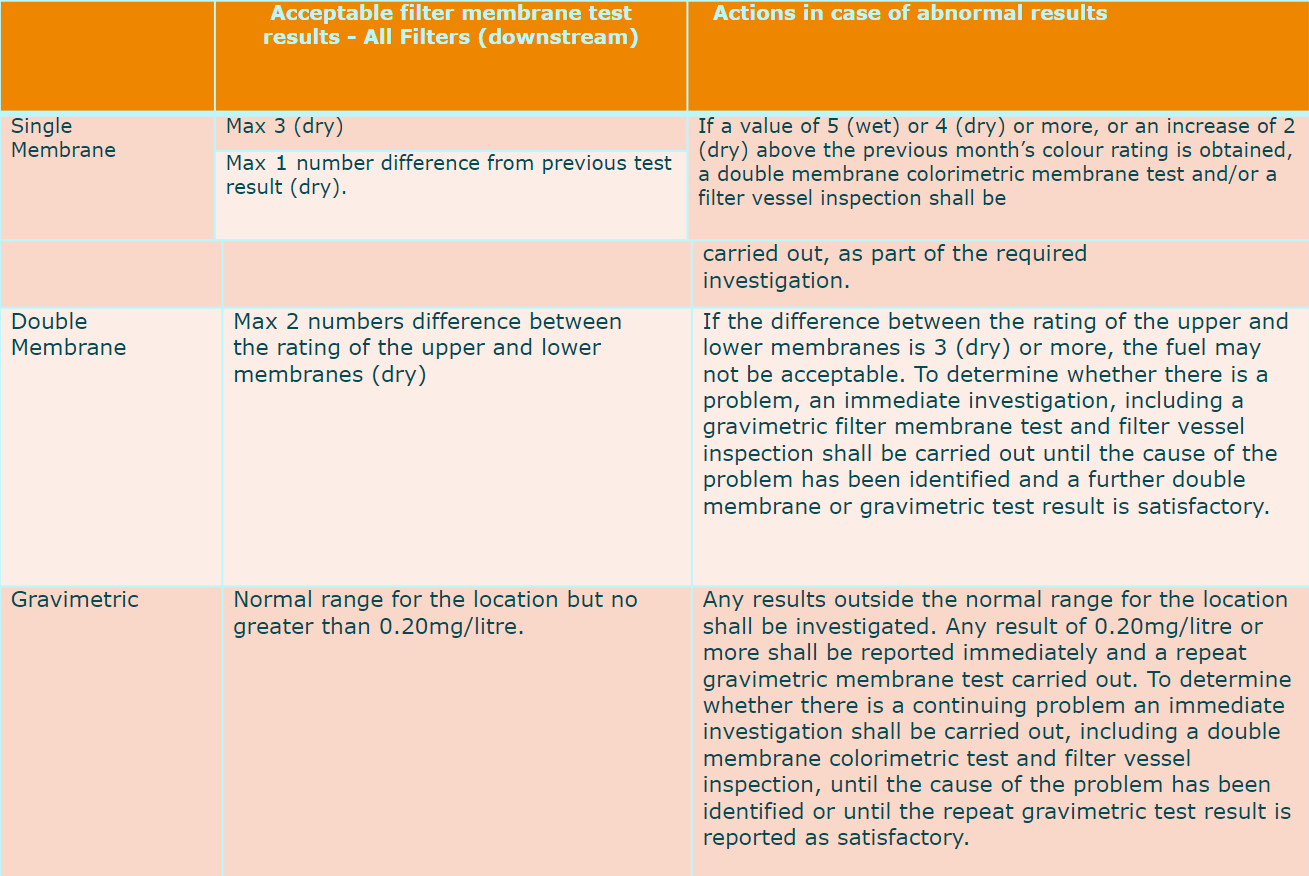 Acceptable filter membrane test
results - All Filters (downstream)
Actions in case of abnormal results
Single
Membrane
Max 3 (dry)
Max 1 number difference from previous test
result (dry).
If a value of 5 (wet) or 4 (dry) or more, or an increase of 2
(dry) above the previous month’s colour rating is obtained,
a double membrane colorimetric membrane test and/or a
filter vessel inspection shall be
carried out, as part of the required
investigation.
Double
Membrane
Max 2 numbers difference between
the rating of the upper and lower
membranes (dry)
If the difference between the rating of the upper and
lower membranes is 3 (dry) or more, the fuel may
not be acceptable. To determine whether there is a
problem, an immediate investigation, including a
gravimetric filter membrane test and filter vessel
inspection shall be carried out until the cause of the
problem has been identified and a further double
membrane or gravimetric test result is satisfactory.
Gravimetric
Normal range for the location but no
greater than 0.20mg/litre.
Any results outside the normal range for the location
shall be investigated. Any result of 0.20mg/litre or
more shall be reported immediately and a repeat
gravimetric membrane test carried out. To determine
whether there is a continuing problem an immediate
investigation shall be carried out, including a double
membrane colorimetric test and filter vessel
inspection, until the cause of the problem has been
identified or until the repeat gravimetric test result is
reported as satisfactory.